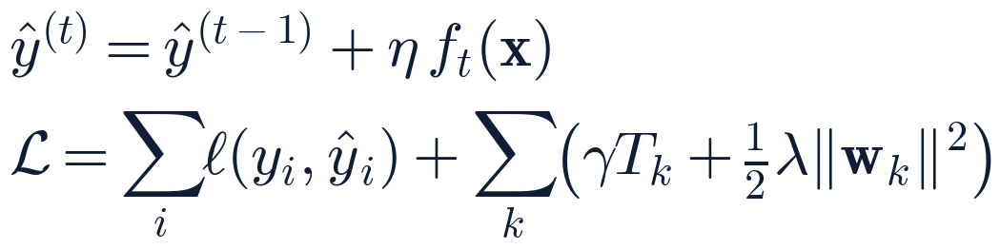 ŷ^{(t)} = ŷ^{(t − 1)} + η f_t(𝐱)
ℒ = ∑_i ℓ(y_i, ŷ_i) + ∑_k (γT_k + ½λ‖𝐰_k‖²)